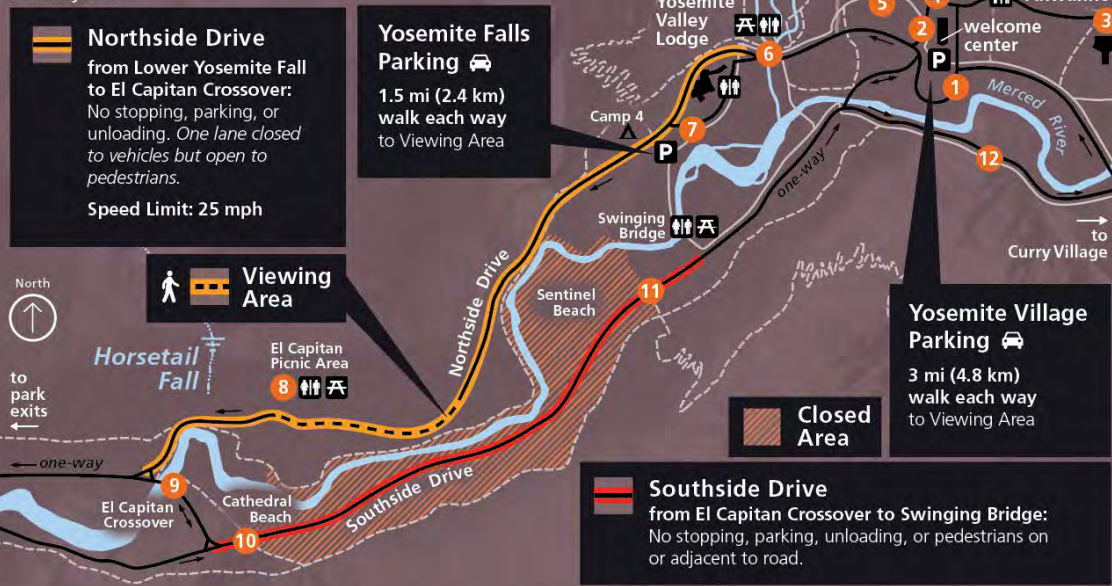 Northside Drive
from Lower Yosemite Fall
to El Capitan Crossover:
No stopping, parking, or
unloading. One lane closed
to vehicles but open to
pedestrians.
Speed Limit: 25 mph
Yosemite Falls
Parking
1.5 mi (2.4 km)
walk each way
to Viewing Area
Yosemite
Valley
Lodge
6
5
2
welcome
center
P
1
3
Merced
River
12
Camp 4
7
P
one-way
to
Curry Village
Swinging
Bridge
11
Sentinel
Beach
Northside Drive
Viewing
Area
North
Horsetail
Fall
El Capitan
Picnic Area
8
to
park
exits
one-way
9
El Capitan
Crossover
Cathedral
Beach
10
Southside Drive
Yosemite Village
Parking
3 mi (4.8 km)
walk each way
to Viewing Area
Closed
Area
Southside Drive
from El Capitan Crossover to Swinging Bridge:
No stopping, parking, unloading, or pedestrians on
or adjacent to road.